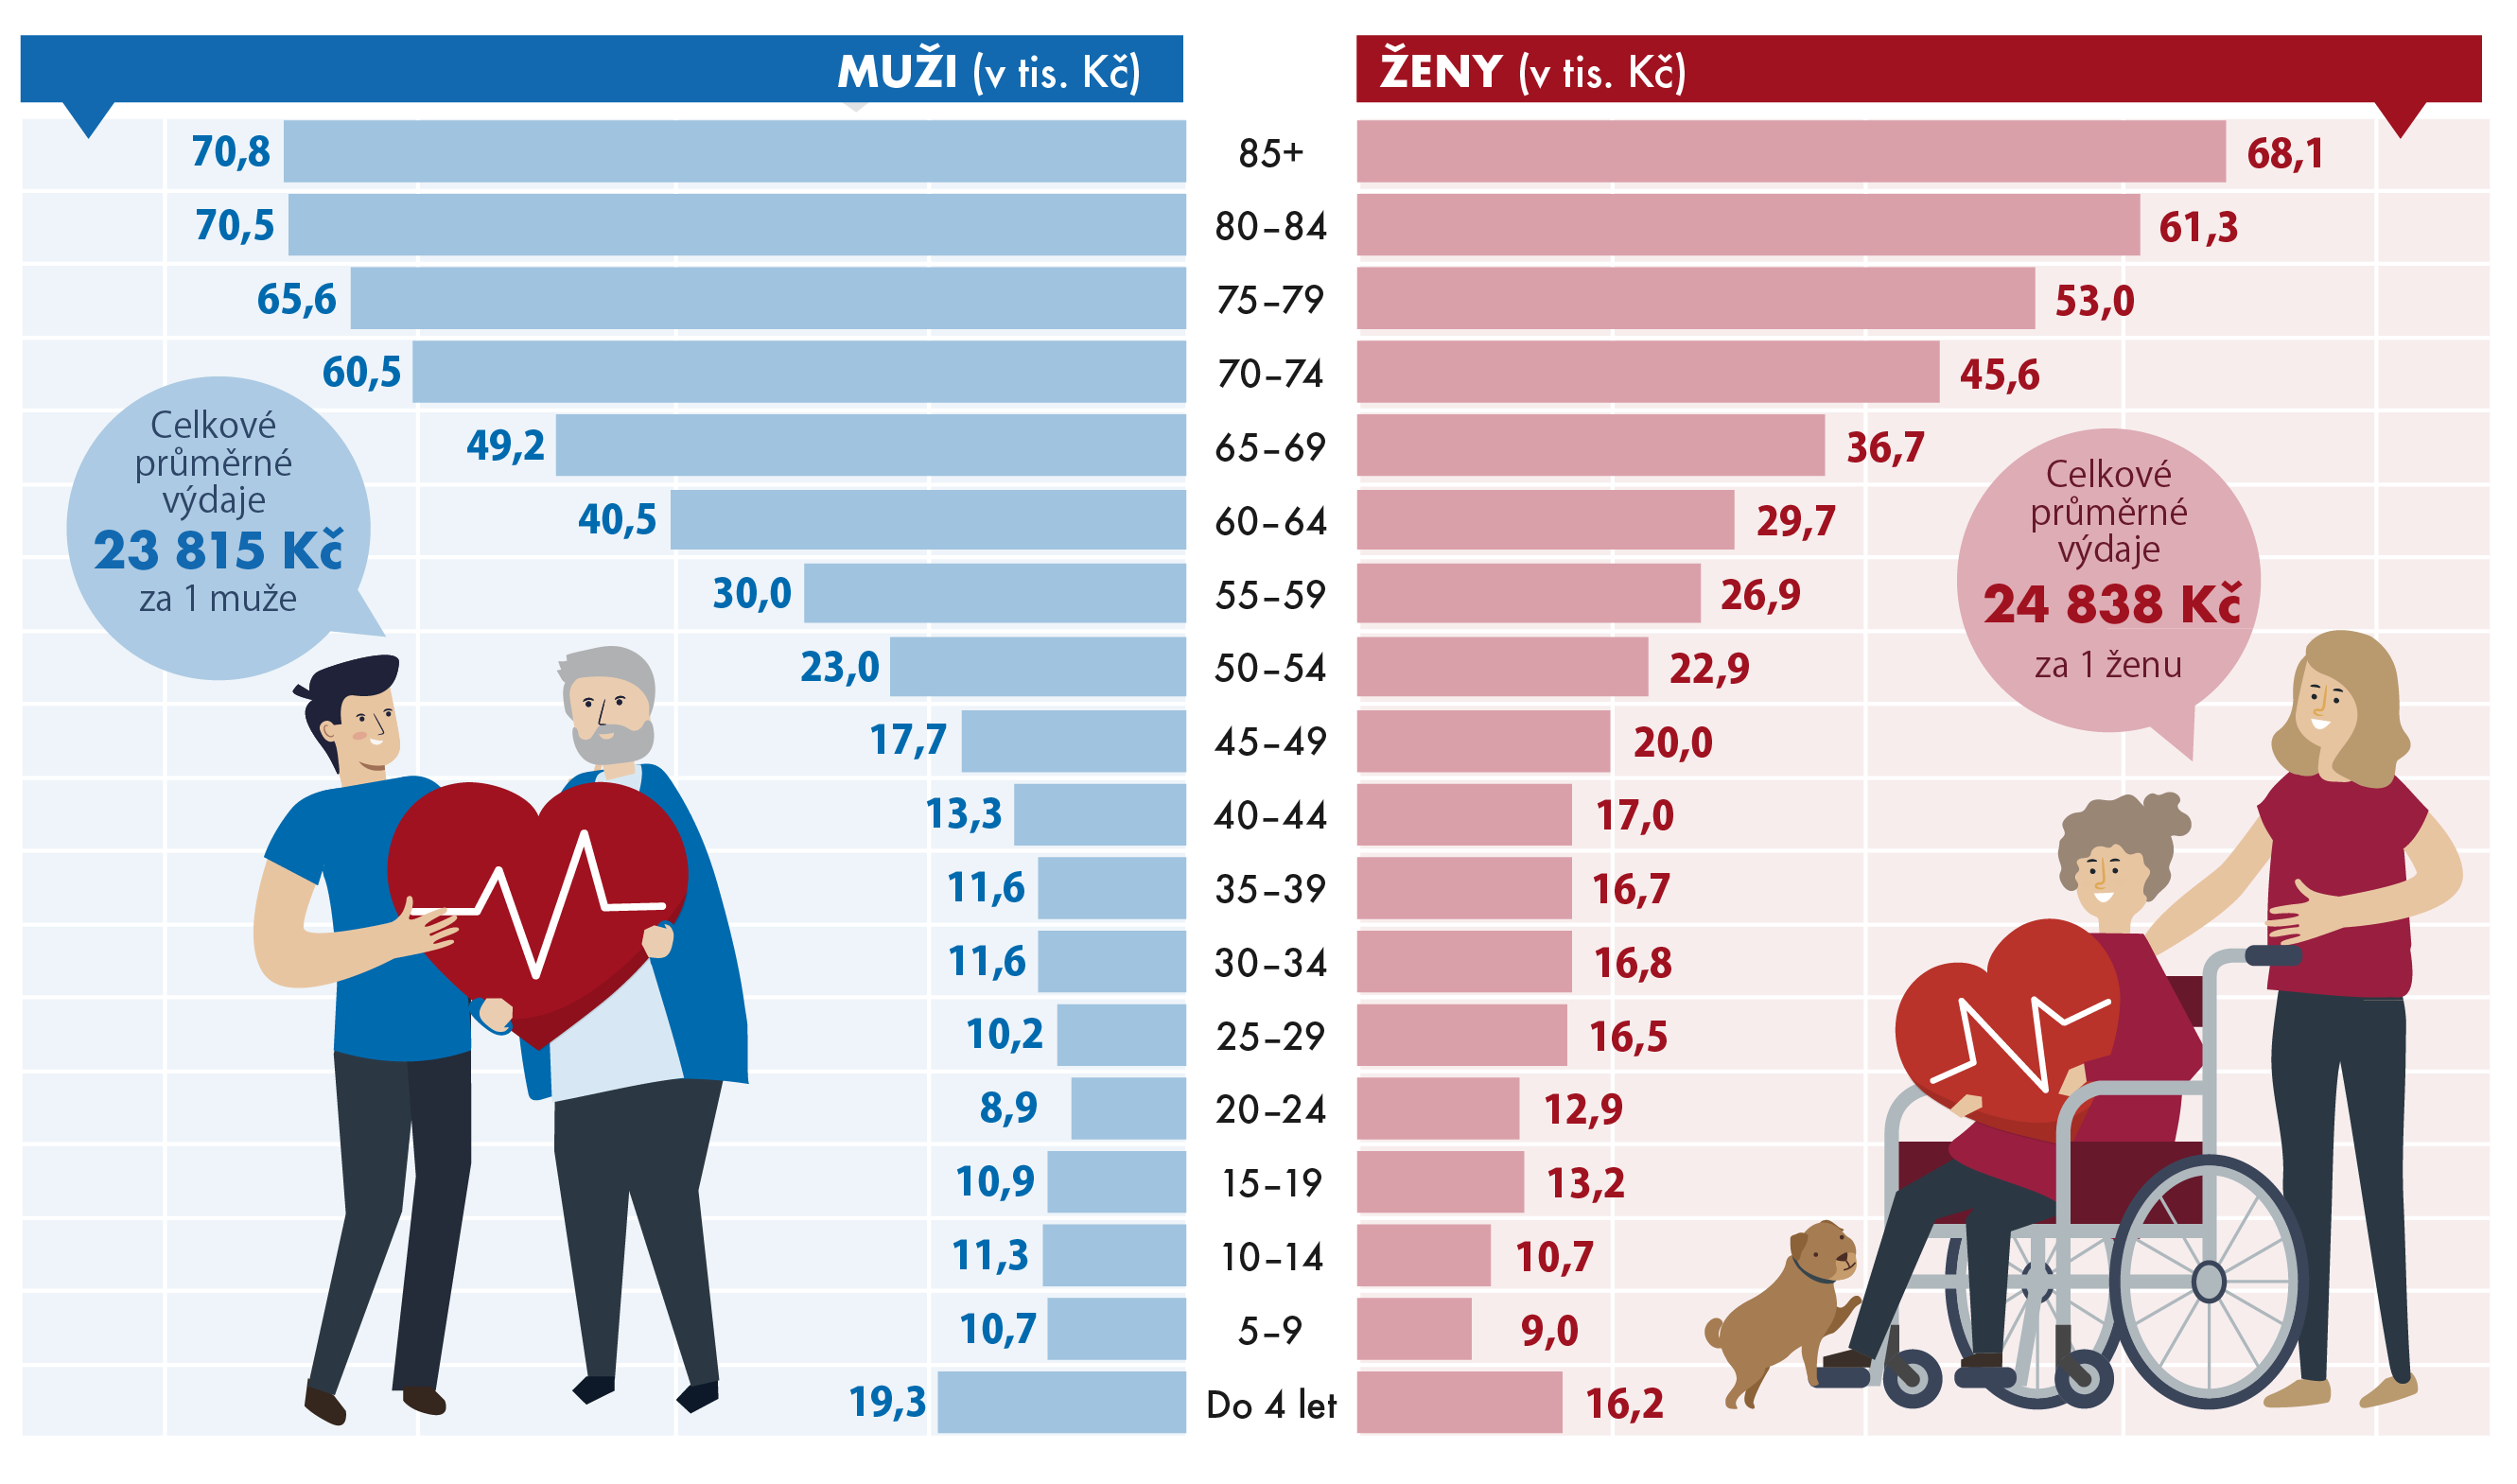 MUŽI (v tis. Kč)
ŽENY (v tis. Kč)
70,8 85+ 68,1
70,5 80–84 61,3
65,6 75–79 53,0
60,5 70–74 45,6
49,2 65–69 36,7
40,5 60–64 29,7
30,0 55–59 26,9
23,0 50–54 22,9
17,7 45–49 20,0
13,3 40–44 17,0
11,6 35–39 16,7
11,6 30–34 16,8
10,2 25–29 16,5
8,9 20–24 12,9
10,9 15–19 13,2
11,3 10–14 10,7
10,7 5–9 9,0
19,3 Do 4 let 16,2
Celkové
průměrné
výdaje
23 815 Kč
za 1 muže
Celkové
průměrné
výdaje
24 838 Kč
za 1 ženu